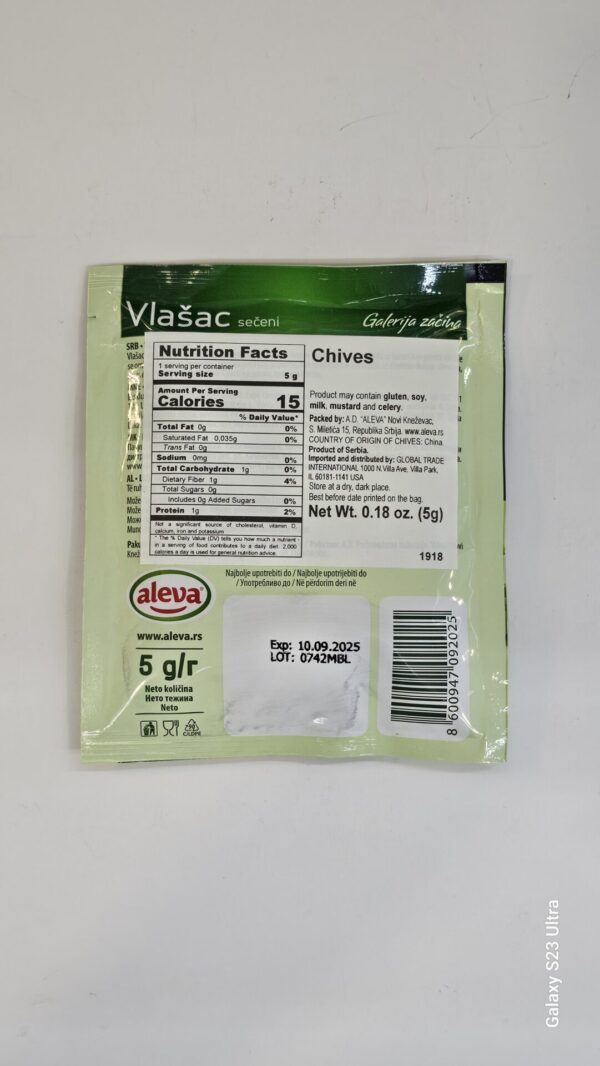 Vlašac sečeni
Galerija začina
SRB •
Vlašac
Nutrition Facts
1 serving per container
Serving size 5 g
Amount Per Serving
Calories 15
% Daily Value*
Total Fat 0g 0%
Saturated Fat 0,035g 0%
Trans Fat 0g
Sodium 0mg 0%
Total Carbohydrate 1g 0%
Dietary Fiber 1g 4%
Total Sugars 0g
Includes 0g Added Sugars 0%
Protein 1g 2%
Not a significant source of cholesterol, vitamin D, calcium, iron and potassium
* The % Daily Value (DV) tells you how much a nutrient
in a serving of food contributes to a daily diet. 2,000
calories a day is used for general nutrition advice.
Chives
Product may contain gluten, soy,
milk, mustard and celery.
Packed by: A.D. "ALEVA" Novi Kneževac,
S. Miletića 15, Republika Srbija. www.aleva.rs
COUNTRY OF ORIGIN OF CHIVES: China.
Product of Serbia.
Imported and distributed by: GLOBAL TRADE
INTERNATIONAL 1000 N.Villa Ave. Villa Park,
IL 60181-1141 USA
Store at a dry, dark place.
Best before date printed on the bag.
Net Wt. 0.18 oz. (5g)
1918
Najbolje upotrebiti do / Najbolje upotrijebiti do
/ Употребливо до / Në përdorim deri në
aleva
www.aleva.rs
5 g/г
Neto količina
Нето тежина
Neto
C/LDPE
Exp: 10.09.2025
LOT: 0742MBL
8 600947 092025
Galaxy S23 Ultra